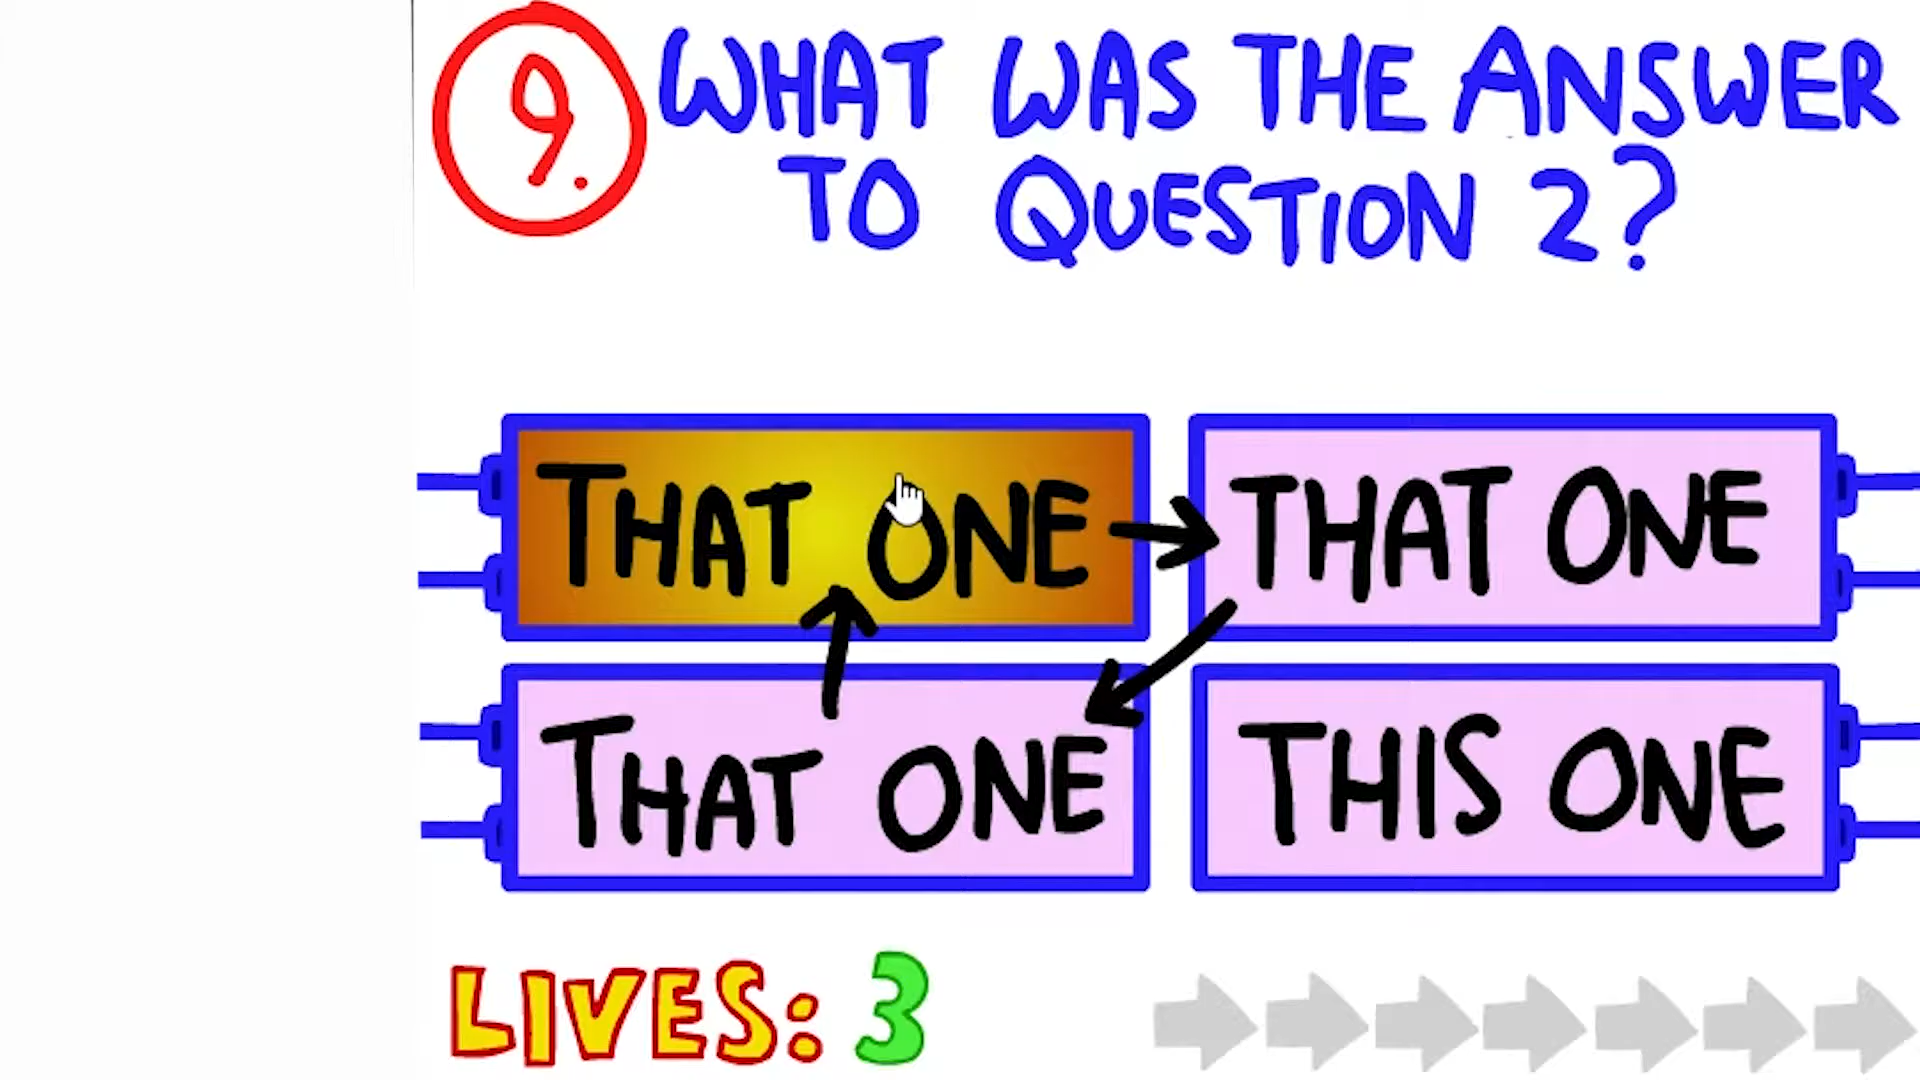 9. WHAT WAS THE ANSWER
TO QUESTION 2?
THAT ONE THAT ONE
THAT ONE THIS ONE
LIVES: 3